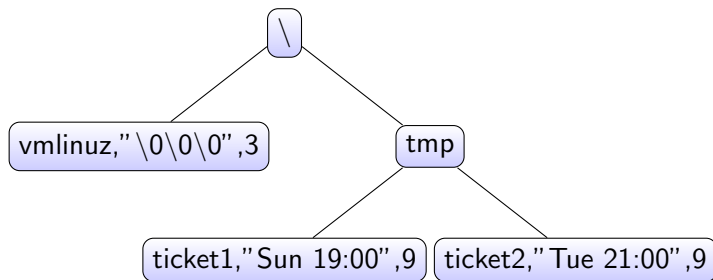 \
vmlinuz,"\0\0\0",3
tmp
ticket1,"Sun 19:00",9
ticket2,"Tue 21:00",9